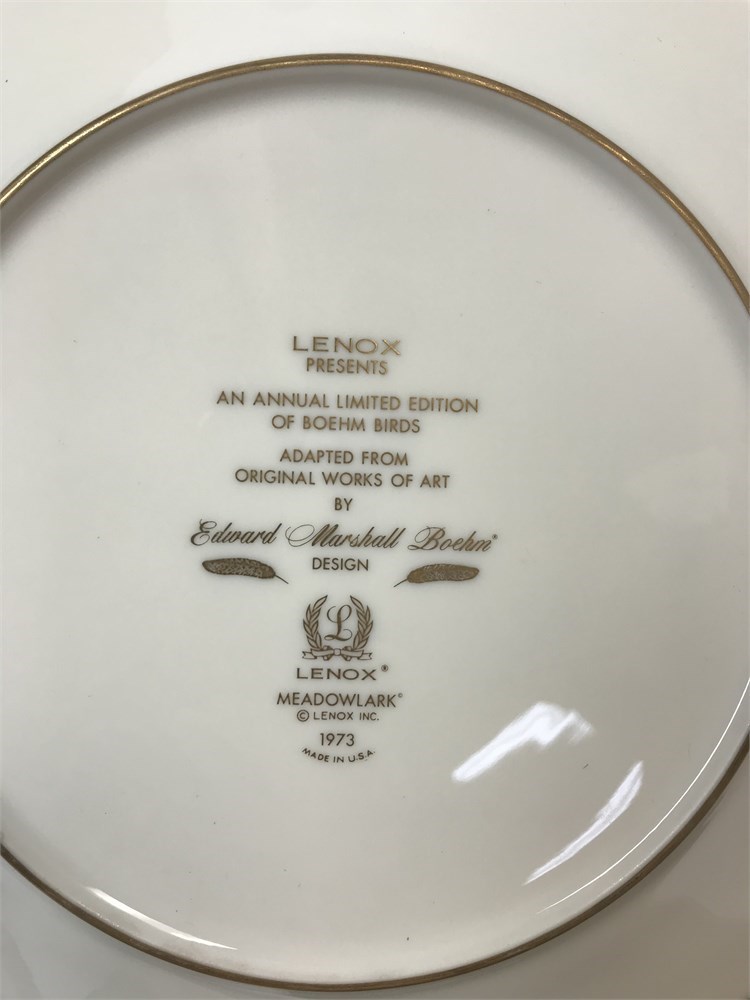 LENOX
PRESENTS
AN ANNUAL LIMITED EDITION
OF BOEHM BIRDS
ADAPTED FROM
ORIGINAL WORKS OF ART
BY
Edward Marshall Boehm®
DESIGN
L
LENOX®
MEADOWLARK©
© LENOX INC.
1973
MADE IN U.S.A.